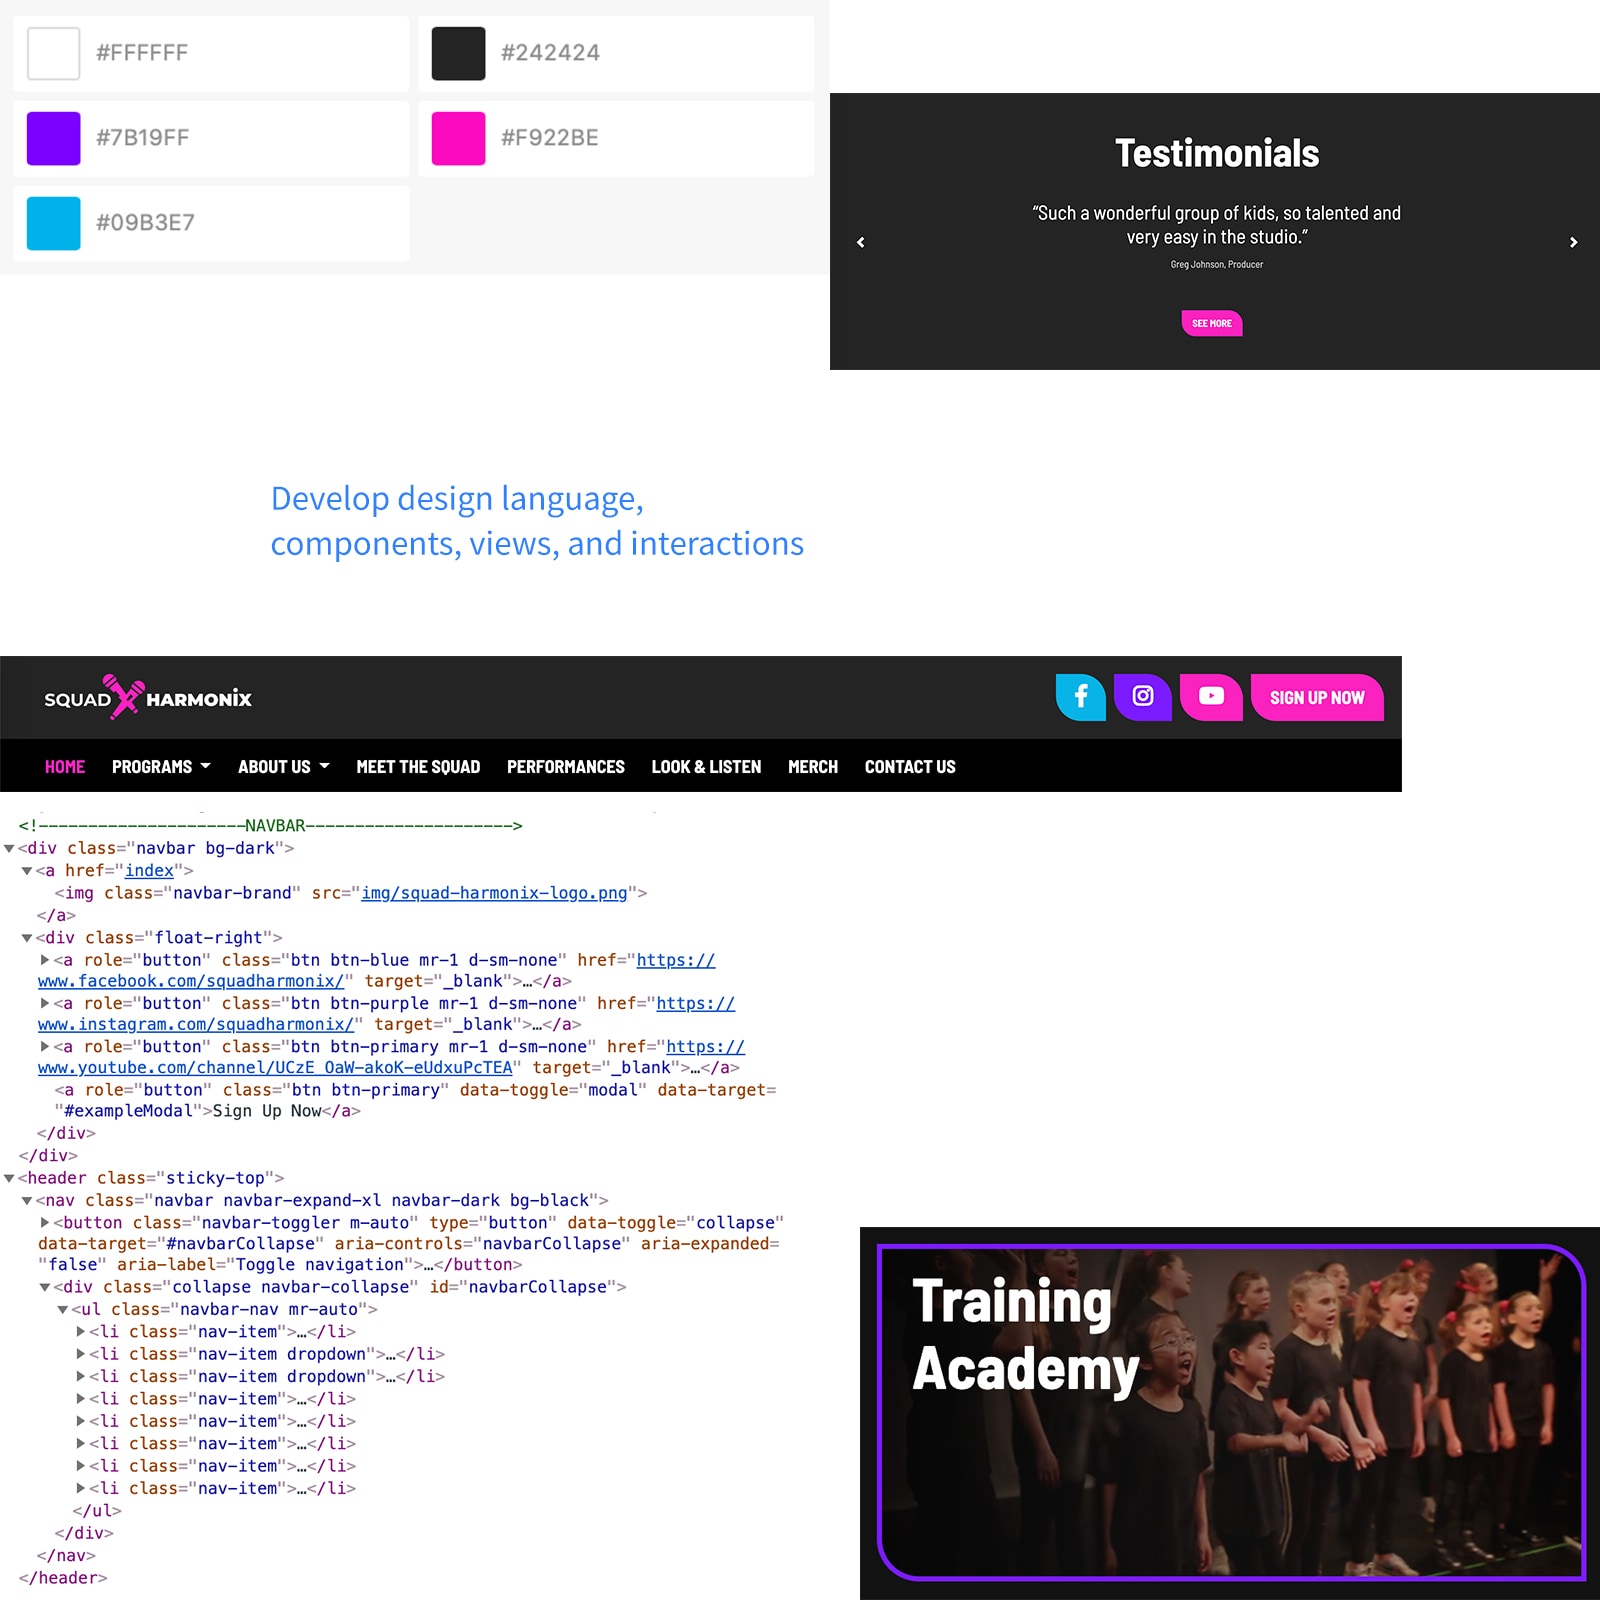 #FFFFFF
#242424
#7B19FF
#F922BE
#09B3E7
Testimonials
“Such a wonderful group of kids, so talented and
very easy in the studio.”
Greg Johnson, Producer
SEE MORE
Develop design language,
components, views, and interactions
SQUAD HARMONiX
SIGN UP NOW
HOME PROGRAMS ABOUT US MEET THE SQUAD PERFORMANCES LOOK & LISTEN MERCH CONTACT US
<!---------------------NAVBAR--------------------->
<div class="navbar bg-dark">
<a href="index">
<img class="navbar-brand" src="img/squad-harmonix-logo.png">
</a>
<div class="float-right">
<a role="button" class="btn btn-blue mr-1 d-sm-none" href="https://
www.facebook.com/squadharmonix/" target="_blank">…</a>
<a role="button" class="btn btn-purple mr-1 d-sm-none" href="https://
www.instagram.com/squadharmonix/" target="_blank">…</a>
<a role="button" class="btn btn-primary mr-1 d-sm-none" href="https://
www.youtube.com/channel/UCzE_OaW-akoK-eUdxuPcTEA" target="_blank">…</a>
<a role="button" class="btn btn-primary" data-toggle="modal" data-target=
"#exampleModal">Sign Up Now</a>
</div>
</div>
<header class="sticky-top">
<nav class="navbar navbar-expand-xl navbar-dark bg-black">
<button class="navbar-toggler m-auto" type="button" data-toggle="collapse"
data-target="#navbarCollapse" aria-controls="navbarCollapse" aria-expanded=
"false" aria-label="Toggle navigation">…</button>
<div class="collapse navbar-collapse" id="navbarCollapse">
<ul class="navbar-nav mr-auto">
<li class="nav-item">…</li>
<li class="nav-item dropdown">…</li>
<li class="nav-item dropdown">…</li>
<li class="nav-item">…</li>
<li class="nav-item">…</li>
<li class="nav-item">…</li>
<li class="nav-item">…</li>
<li class="nav-item">…</li>
</ul>
</div>
</nav>
</header>
Training
Academy